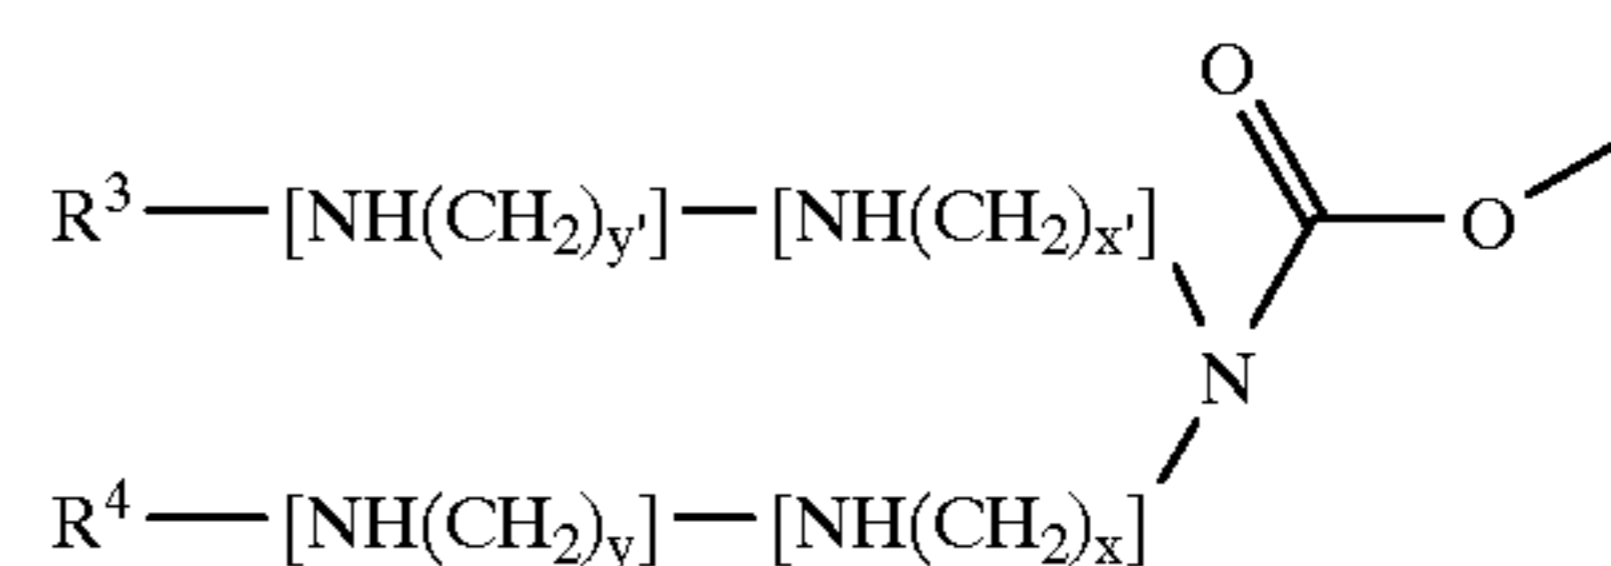 O
R³—[NH(CH₂)y']—[NH(CH₂)x']
O
N
R⁴—[NH(CH₂)y]—[NH(CH₂)x]